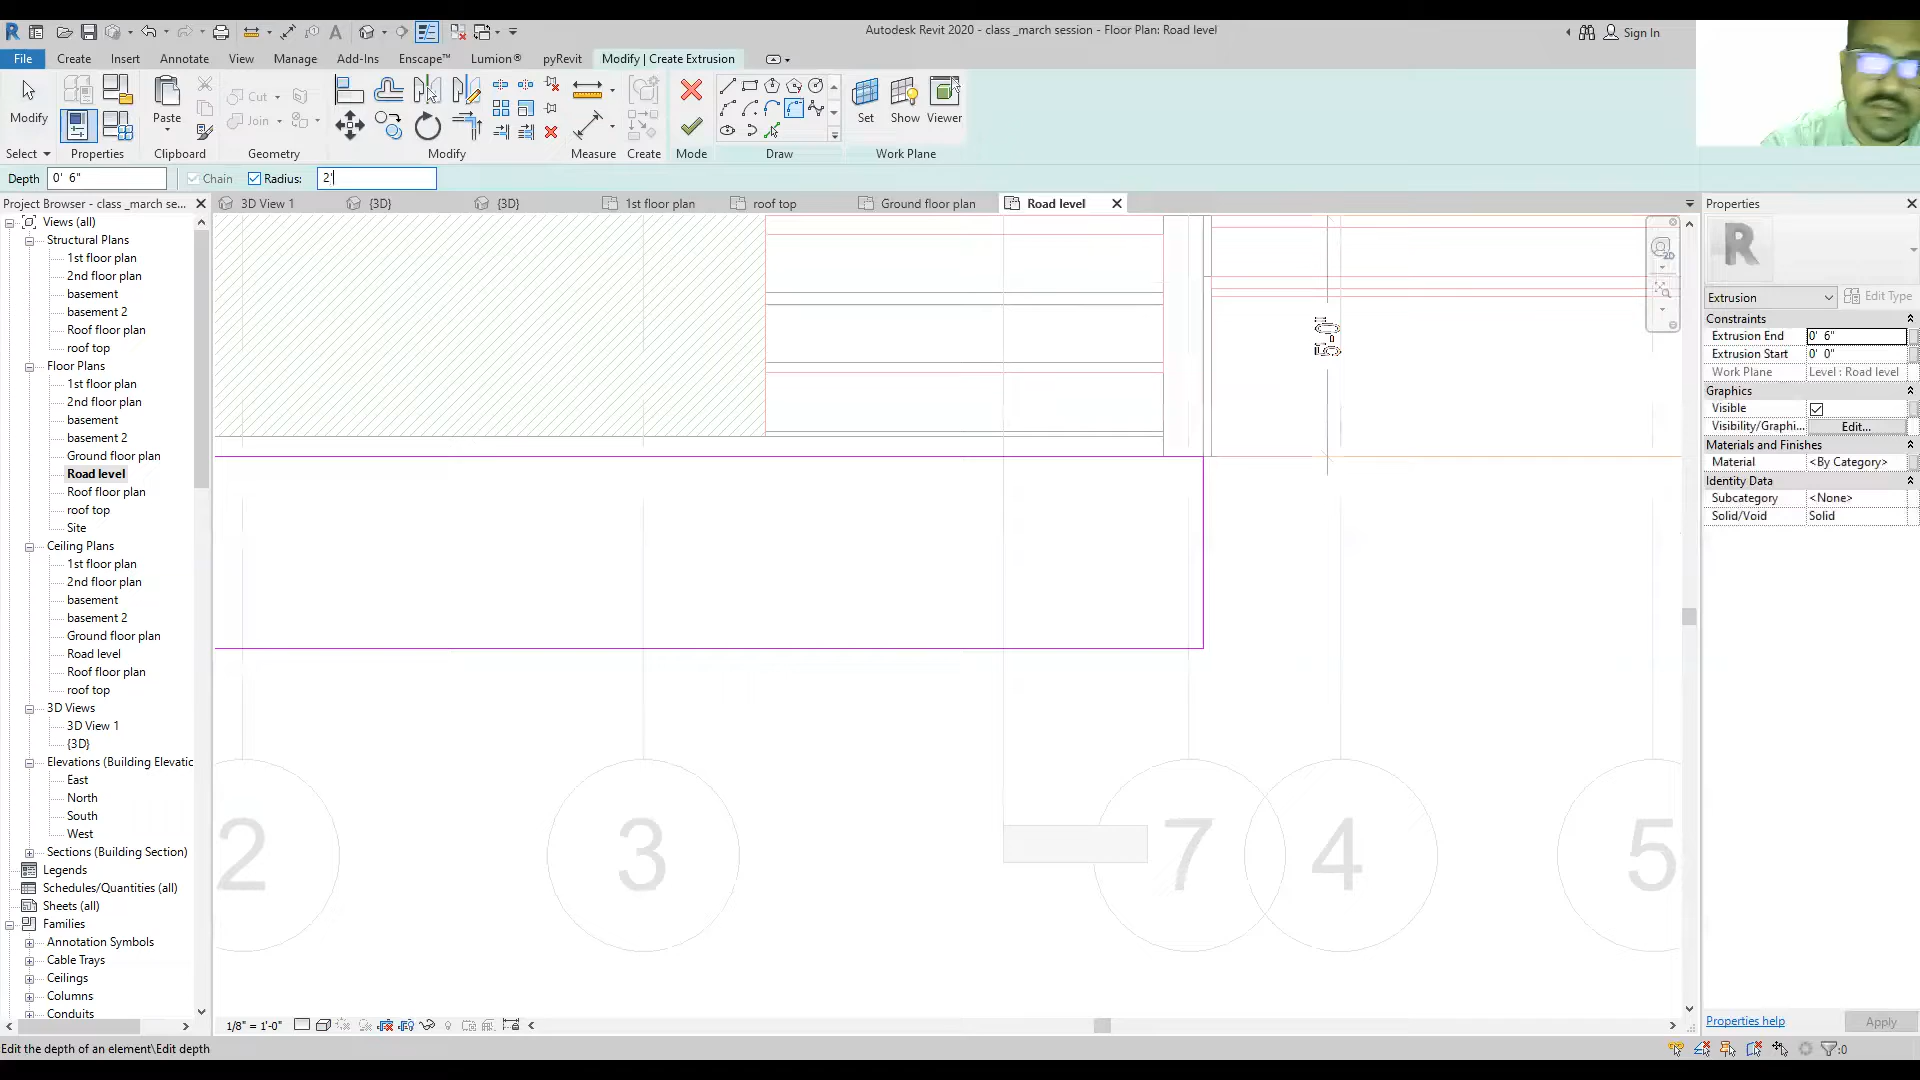 Autodesk Revit 2020 - class _march session - Floor Plan: Road level
Sign In
File Create Insert Annotate View Manage Add-Ins Enscape™ Lumion® pyRevit Modify | Create Extrusion
Modify
Paste
Cut
Join
Set
Show
Viewer
Select Properties Clipboard Geometry Modify Measure Create Mode Draw Work Plane
Depth 0' 6" Chain Radius: 2'
Project Browser - class _march se...
3D View 1 {3D} {3D} 1st floor plan roof top Ground floor plan Road level
Properties
Views (all)
Structural Plans
1st floor plan
2nd floor plan
basement
basement 2
Roof floor plan
roof top
Floor Plans
1st floor plan
2nd floor plan
basement
basement 2
Ground floor plan
Road level
Roof floor plan
roof top
Site
Ceiling Plans
1st floor plan
2nd floor plan
basement
basement 2
Ground floor plan
Road level
Roof floor plan
roof top
3D Views
3D View 1
{3D}
Elevations (Building Elevatic
East
North
South
West
Sections (Building Section)
Legends
Schedules/Quantities (all)
Sheets (all)
Families
Annotation Symbols
Cable Trays
Ceilings
Columns
Conduits
2D
2
3
7
4
5
R
Extrusion
Edit Type
Constraints
Extrusion End 0' 6"
Extrusion Start 0' 0"
Work Plane Level : Road level
Graphics
Visible
Visibility/Graphi... Edit...
Materials and Finishes
Material <By Category>
Identity Data
Subcategory <None>
Solid/Void Solid
Properties help
Apply
1/8" = 1'-0"
Edit the depth of an element\Edit depth
:0